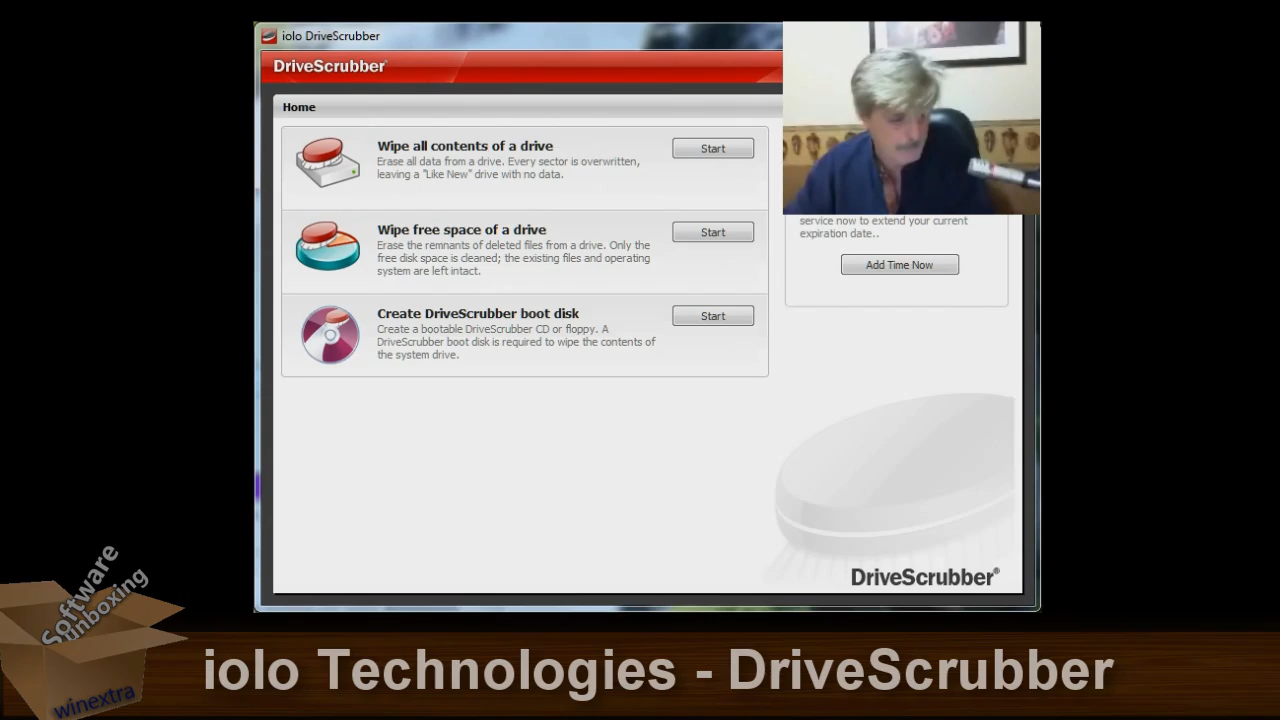 iolo DriveScrubber
DriveScrubber®
Home
Wipe all contents of a drive
Erase all data from a drive. Every sector is overwritten,
leaving a "Like New" drive with no data.
Start
Wipe free space of a drive
Erase the remnants of deleted files from a drive. Only the
free disk space is cleaned; the existing files and operating
system are left intact.
Start
Create DriveScrubber boot disk
Create a bootable DriveScrubber CD or floppy. A
DriveScrubber boot disk is required to wipe the contents of
the system drive.
Start
service now to extend your current
expiration date..
Add Time Now
DriveScrubber®
Software
unboxing
winextra
iolo Technologies - DriveScrubber